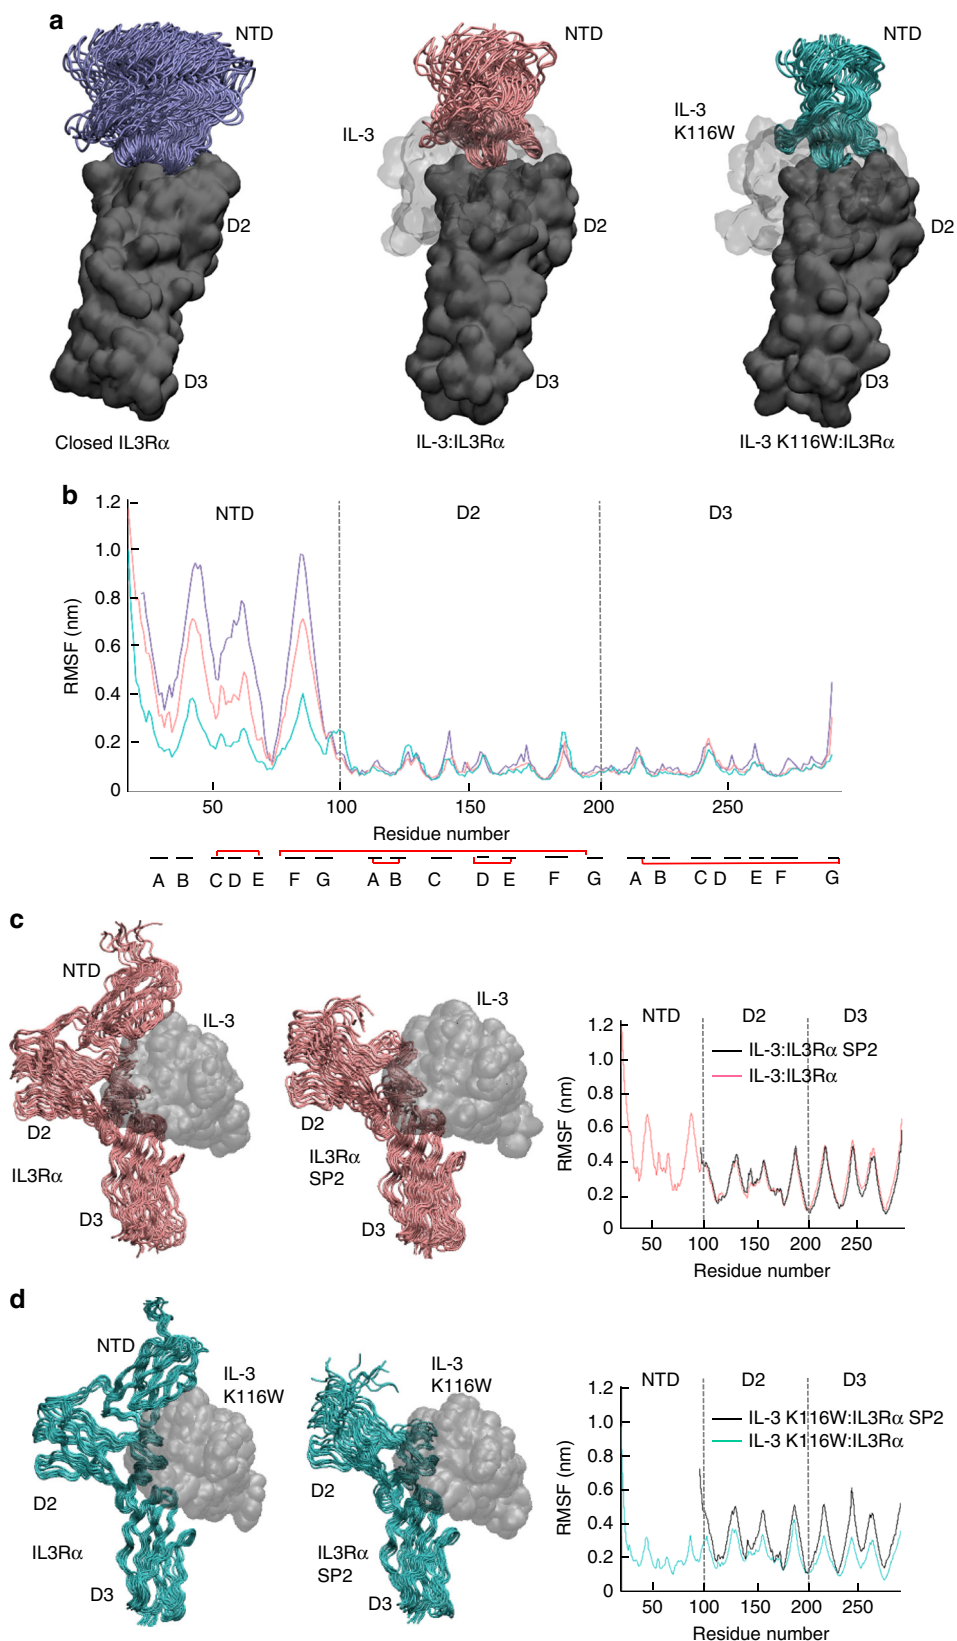 a
NTD
NTD
NTD
IL-3
IL-3
K116W
D2
D2
D2
D3
D3
D3
Closed IL3Rα
IL-3:IL3Rα
IL-3 K116W:IL3Rα
b
NTD
D2
D3
RMSF (nm)
1.2
1.0
0.8
0.6
0.4
0.2
0
50
100
150
200
250
Residue number
A B C D E F G A B C D E F G A B C D E F G
c
NTD
IL-3
D2
IL3Rα
D3
IL-3
D2
IL3Rα
SP2
D3
NTD
D2
D3
IL-3:IL3Rα SP2
IL-3:IL3Rα
RMSF (nm)
1.2
1.0
0.8
0.6
0.4
0.2
0
50
100
150
200
250
Residue number
d
NTD
IL-3
K116W
D2
IL3Rα
D3
IL-3
K116W
D2
IL3Rα
SP2
D3
NTD
D2
D3
IL-3 K116W:IL3Rα SP2
IL-3 K116W:IL3Rα
RMSF (nm)
1.2
1.0
0.8
0.6
0.4
0.2
0
50
100
150
200
250
Residue number